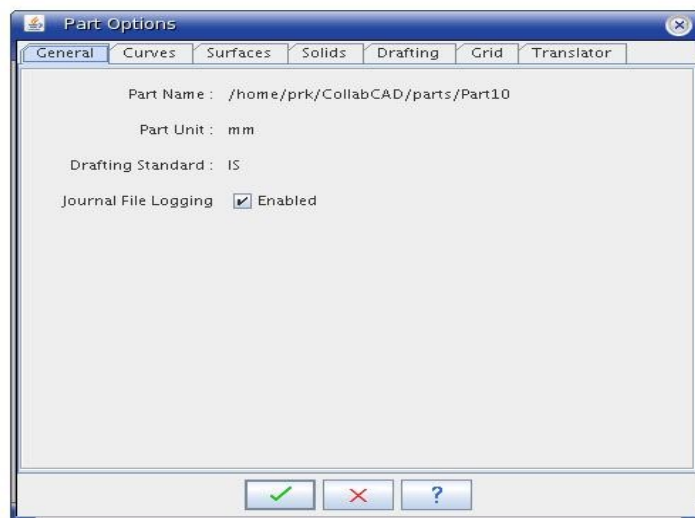 Part Options
General Curves Surfaces Solids Drafting Grid Translator
Part Name : /home/prk/CollabCAD/parts/Part10
Part Unit : mm
Drafting Standard : IS
Journal File Logging Enabled
?